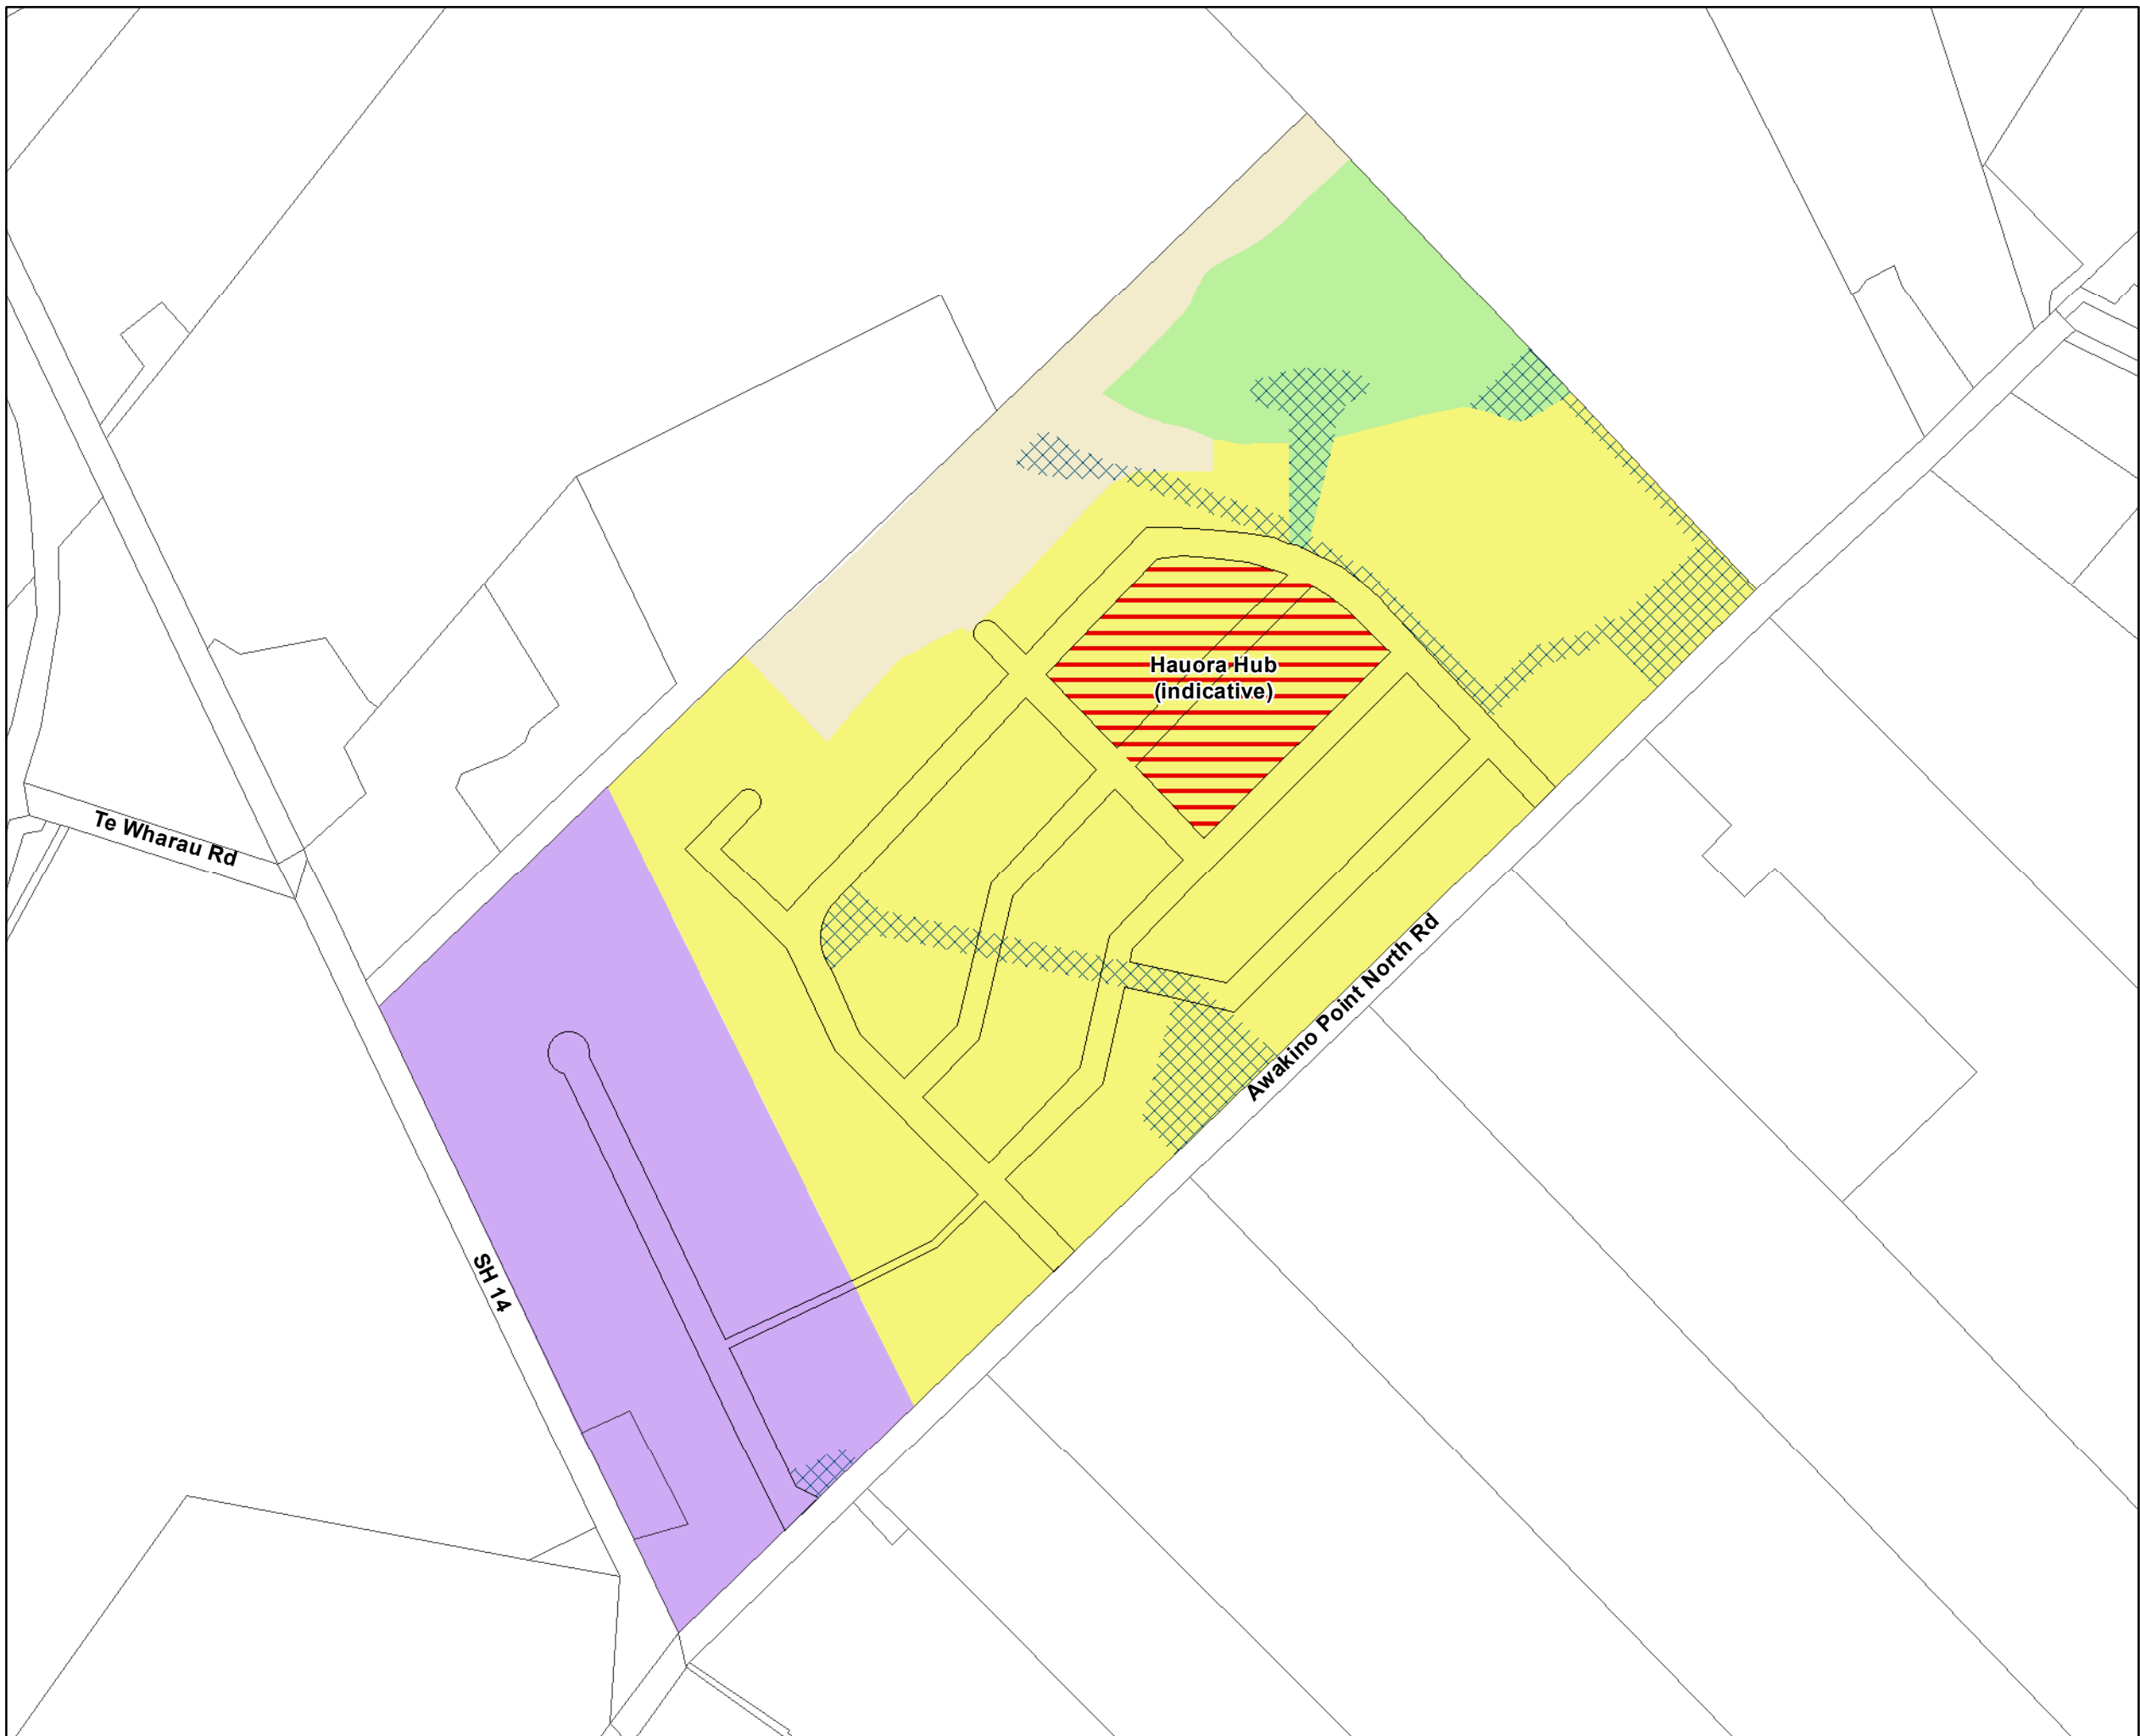 Hauora Hub
(indicative)
Te Wharau Rd
Awakino Point North Rd
SH 14